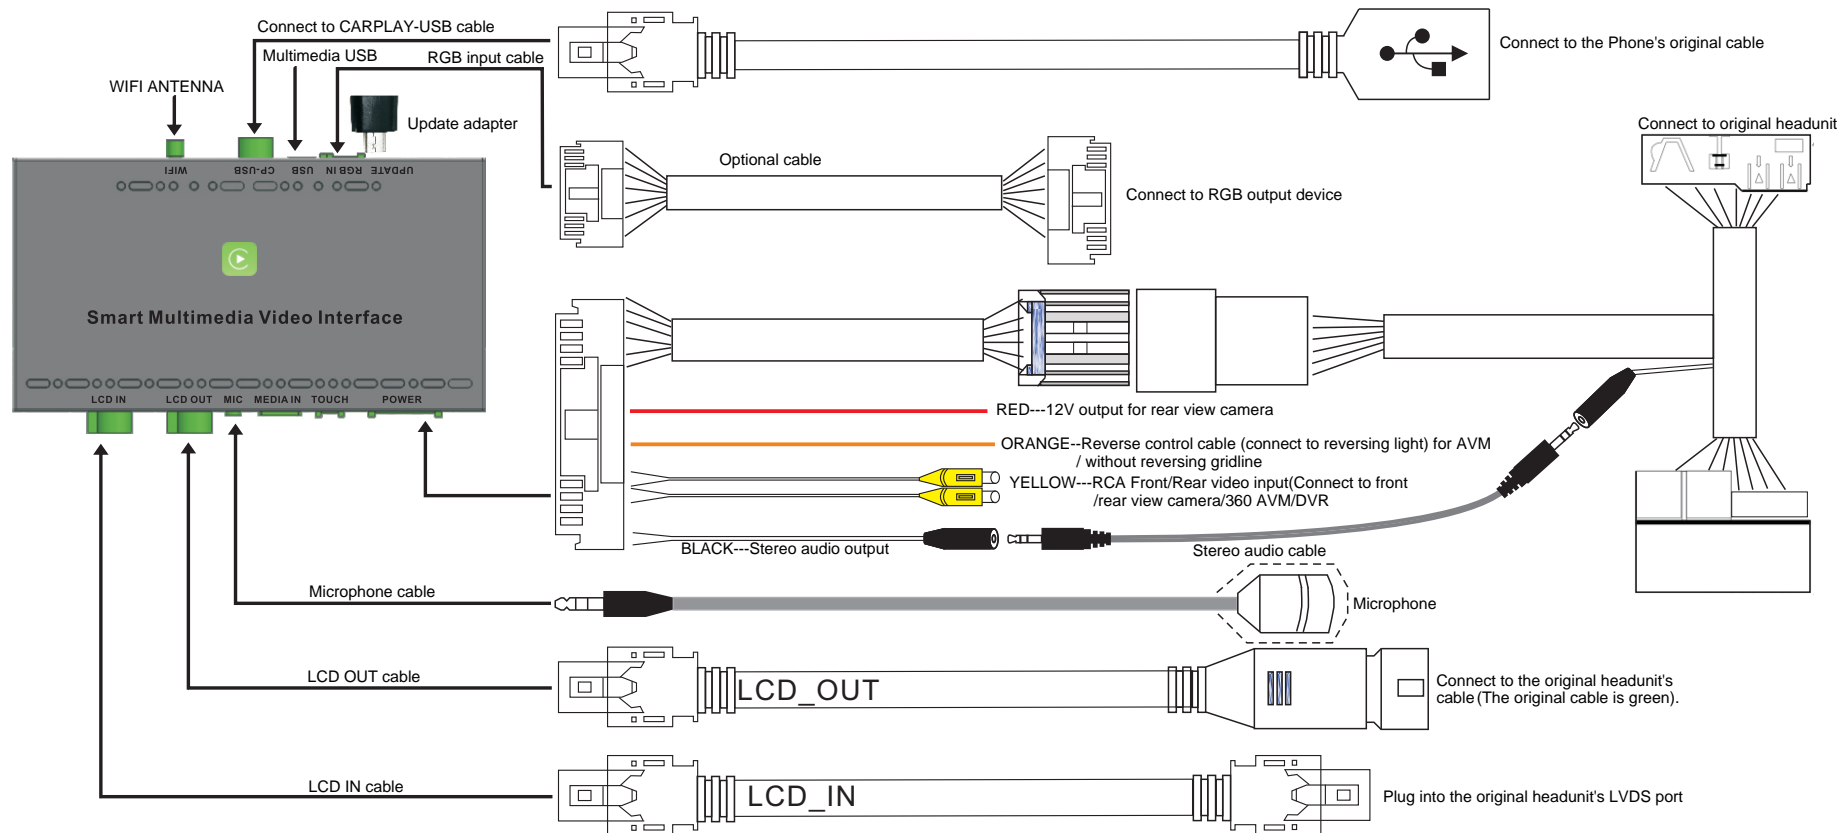 Connect to CARPLAY-USB cable
Multimedia USB
RGB input cable
WIFI ANTENNA
Update adapter
Connect to the Phone's original cable
Connect to original headunit
WIFI
CP-USB
USB
RGB IN
UPDATE
Optional cable
Connect to RGB output device
Smart Multimedia Video Interface
LCD IN
LCD OUT
MIC
MEDIA IN
TOUCH
POWER
RED---12V output for rear view camera
ORANGE--Reverse control cable (connect to reversing light) for AVM
/ without reversing gridline
YELLOW---RCA Front/Rear video input(Connect to front
/rear view camera/360 AVM/DVR
BLACK---Stereo audio output
Stereo audio cable
Microphone cable
Microphone
LCD OUT cable
LCD_OUT
Connect to the original headunit's
cable (The original cable is green).
LCD IN cable
LCD_IN
Plug into the original headunit's LVDS port